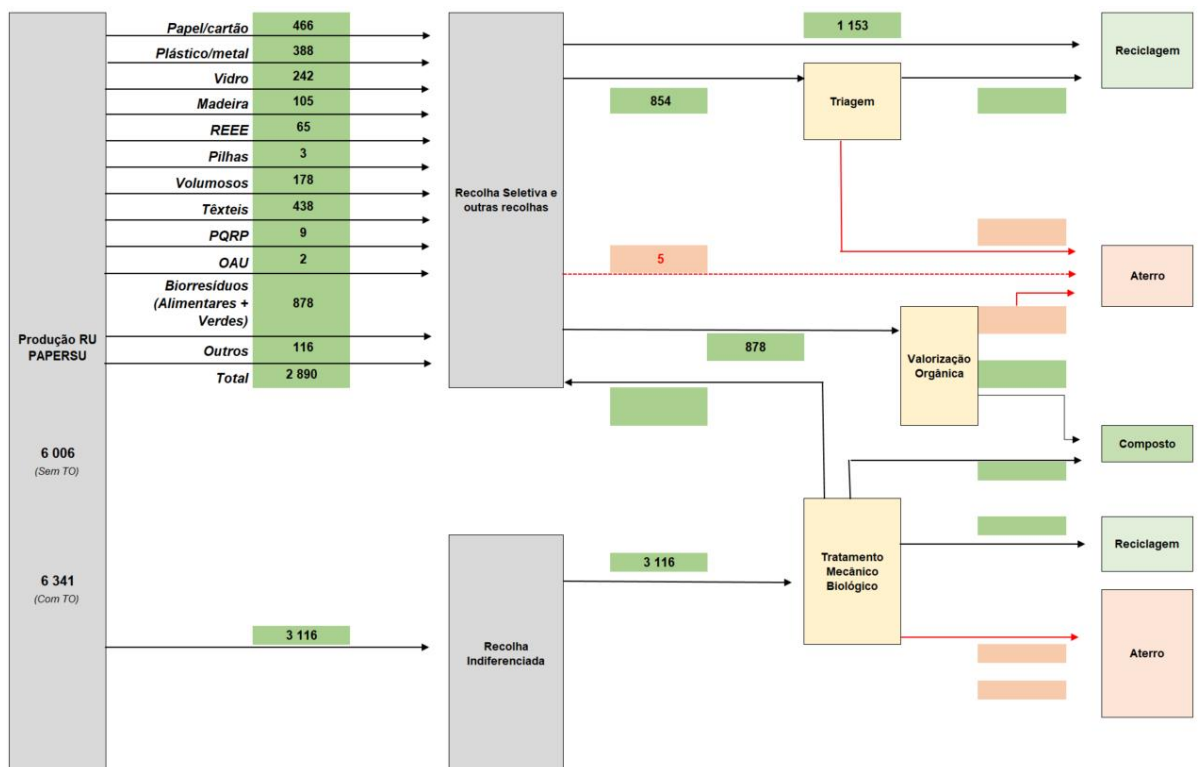 Papel/cartão 466
Plástico/metal 388
Vidro 242
Madeira 105
REEE 65
Pilhas 3
Volumosos 178
Têxteis 438
PQRP 9
OAU 2
Biorresíduos
(Alimentares +
Verdes)
878
Outros 116
Total 2 890
Produção RU
PAPERSU
6 006
(Sem TO)
6 341
(Com TO)
3 116
Recolha Seletiva e
outras recolhas
Recolha
Indiferenciada
1 153
854
5
878
3 116
Triagem
Valorização
Orgânica
Tratamento
Mecânico
Biológico
Reciclagem
Aterro
Composto
Reciclagem
Aterro